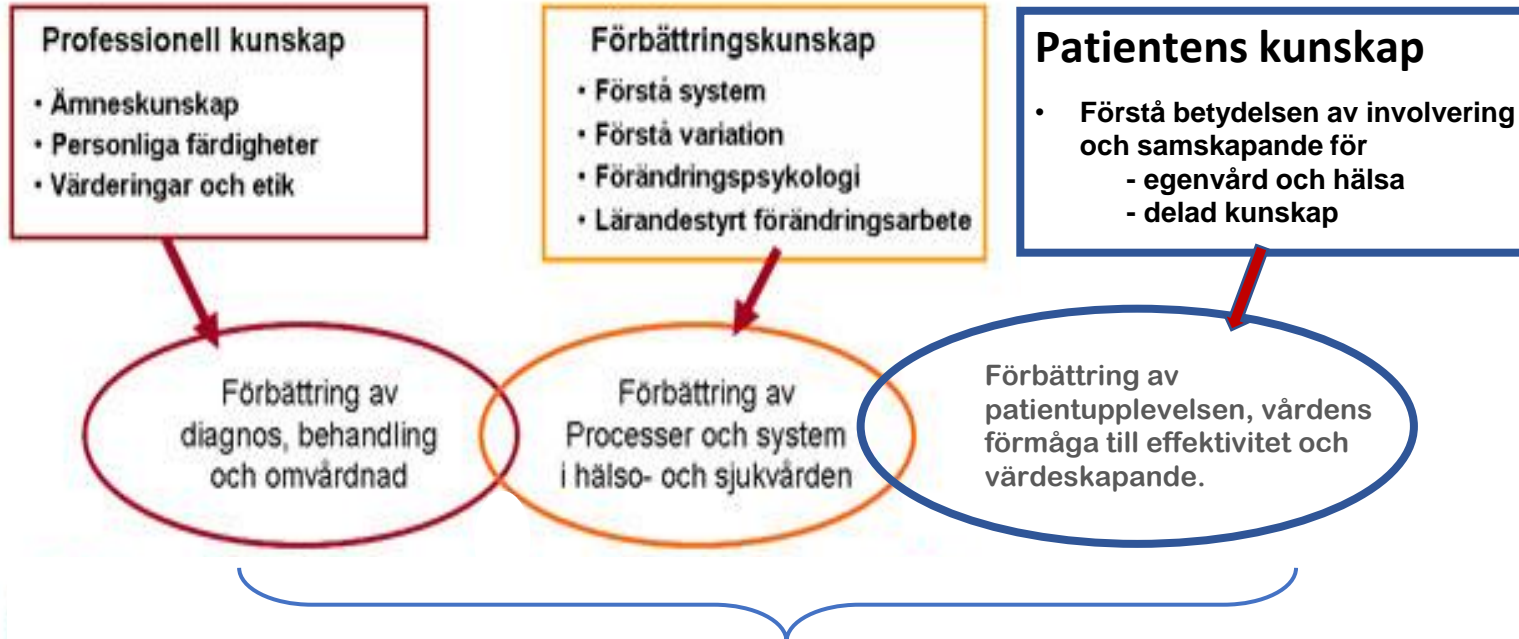 Professionell kunskap
• Ämneskunskap
• Personliga färdigheter
• Värderingar och etik
Förbättringskunskap
• Förstå system
• Förstå variation
• Förändringspsykologi
• Lärandestyrt förändringsarbete
Patientens kunskap
• Förstå betydelsen av involvering
och samskapande för
- egenvård och hälsa
- delad kunskap
Förbättring av
diagnos, behandling
och omvårdnad
Förbättring av
Processer och system
i hälso- och sjukvården
Förbättring av
patientupplevelsen, vårdens
förmåga till effektivitet och
värdeskapande.